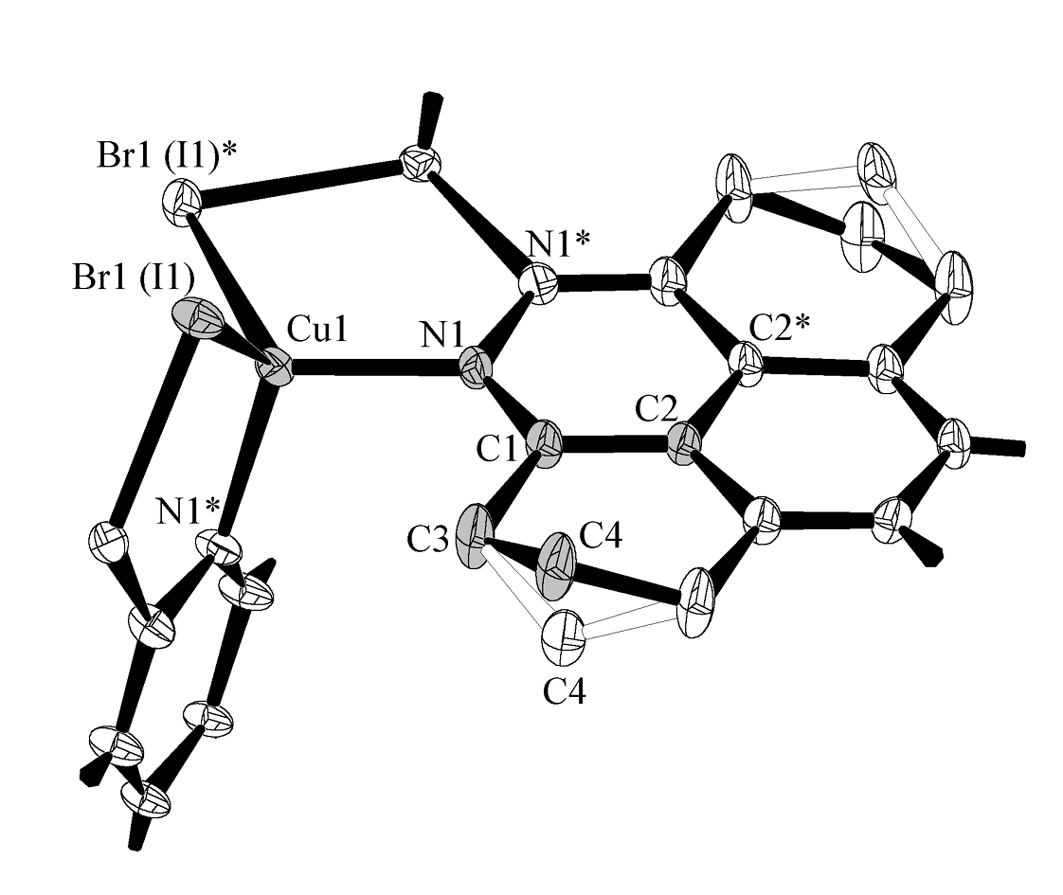 Br1 (I1)*
N1*
Br1 (I1)
Cu1
N1
C2*
C2
C1
N1*
C3
C4
C4